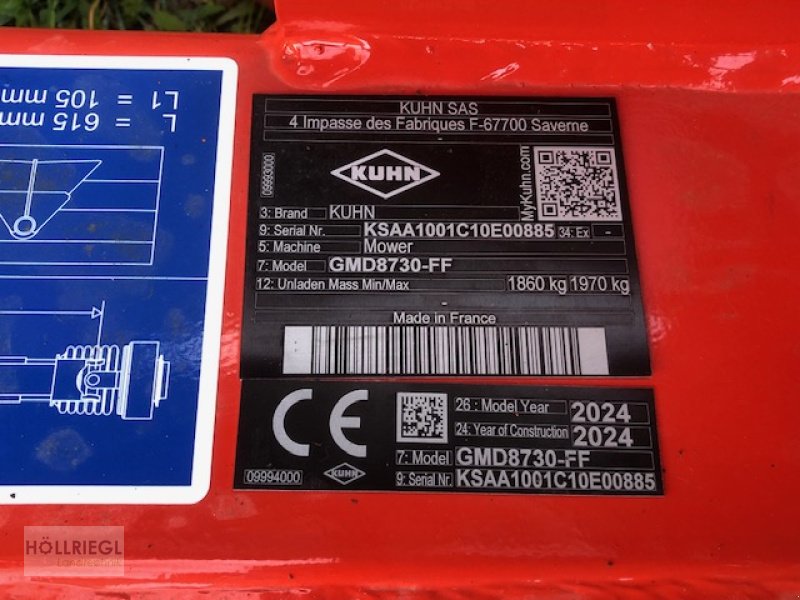 L = 615 mm
L1 = 105 mm
KUHN SAS
4 Impasse des Fabriques F-67700 Saverne
09993000
KUHN
MyKuhn.com
3: Brand KUHN
9: Serial Nr. KSAA1001C10E00885 34: Ex -
5: Machine Mower
7: Model GMD8730-FF
12: Unladen Mass Min/Max 1860 kg 1970 kg
-
Made in France
CE
26 : Model Year 2024
24: Year of Construction 2024
7: Model GMD8730-FF
09994000 KUHN 9: Serial Nr. KSAA1001C10E00885
HÖLLRIEGL
Landtechnik